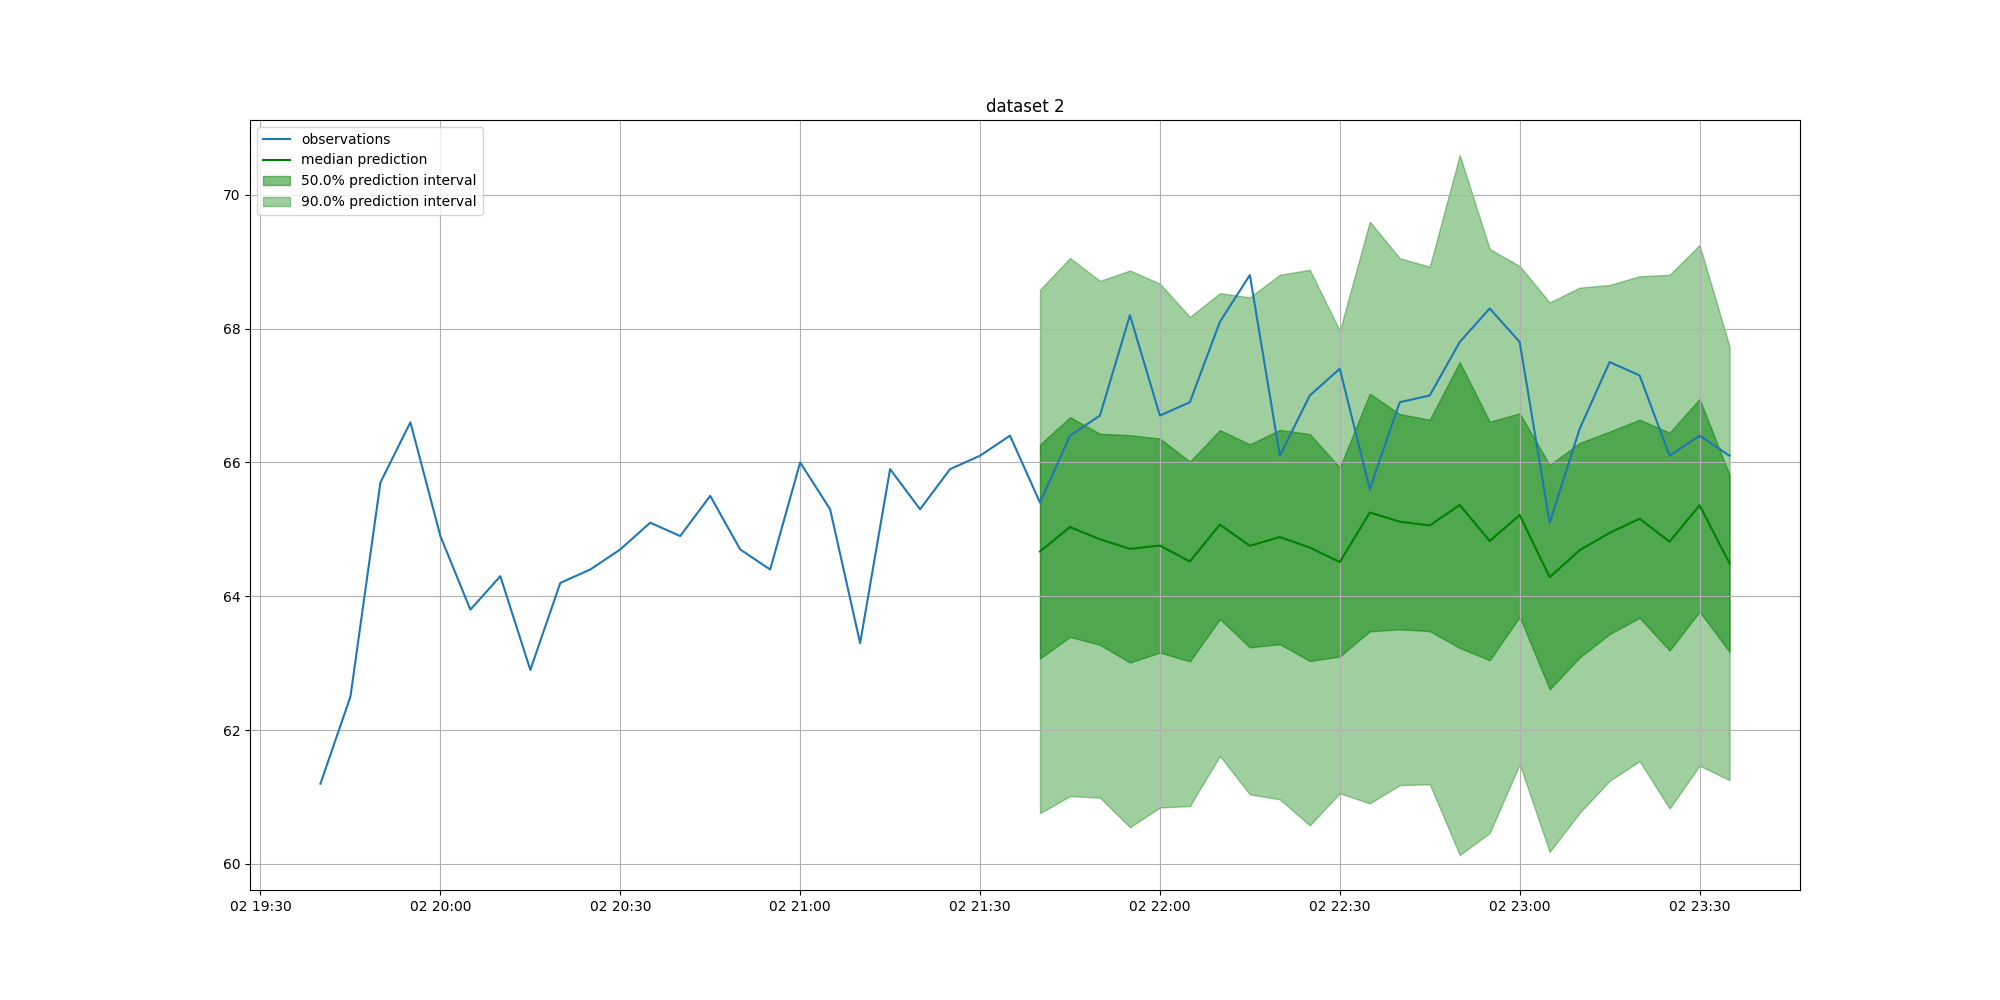 dataset 2
observations
median prediction
50.0% prediction interval
90.0% prediction interval
70
68
66
64
62
60
02 19:30 02 20:00 02 20:30 02 21:00 02 21:30 02 22:00 02 22:30 02 23:00 02 23:30